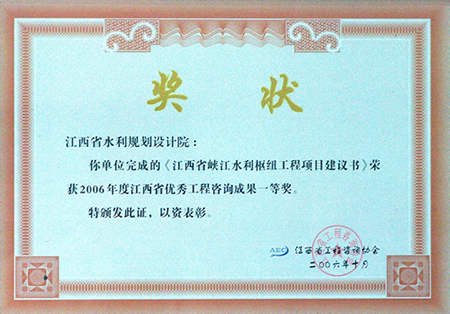 奖状
江西省水利规划设计院：
你单位完成的《江西省峡江水利枢纽工程项目建议书》荣
获2006年度江西省优秀工程咨询成果一等奖。
特颁发此证，以资表彰。
AEC 江西省工程咨询协会
二〇〇六年十月